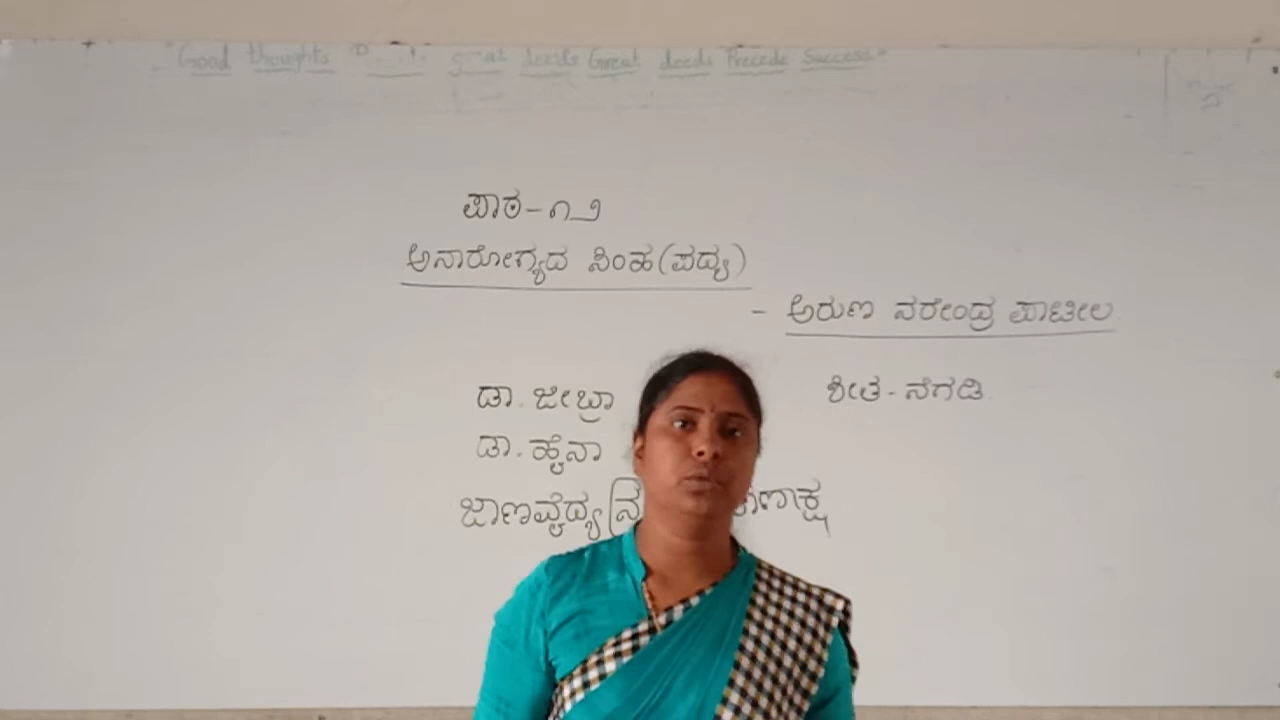 "Good thoughts great deeds Great deeds Precede Success"
ಪಾಠ-೧೨
ಅನಾರೋಗ್ಯದ ಸಿಂಹ(ಪದ್ಯ)
- ಅರುಣ ನರೇಂದ್ರ ಪಾಟೀಲ
ಡಾ. ಜೀಬ್ರಾ
ಶೀತ - ನೆಗಡಿ.
ಡಾ. ಹೈನಾ
ಜಾಣವೈದ್ಯ